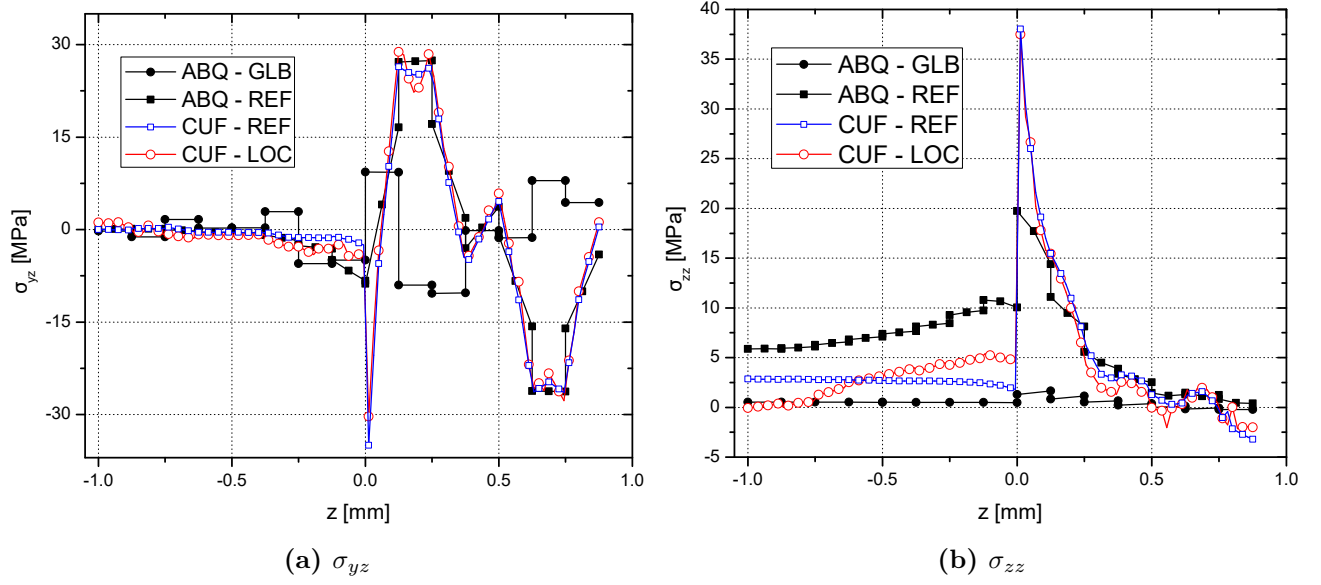 30
15
0
-15
-30
σyz [MPa]
ABQ - GLB
ABQ - REF
CUF - REF
CUF - LOC
-1.0
-0.5
0.0
0.5
1.0
z [mm]
(a) σyz
40
35
30
25
20
15
10
5
0
-5
σzz [MPa]
ABQ - GLB
ABQ - REF
CUF - REF
CUF - LOC
-1.0
-0.5
0.0
0.5
1.0
z [mm]
(b) σzz